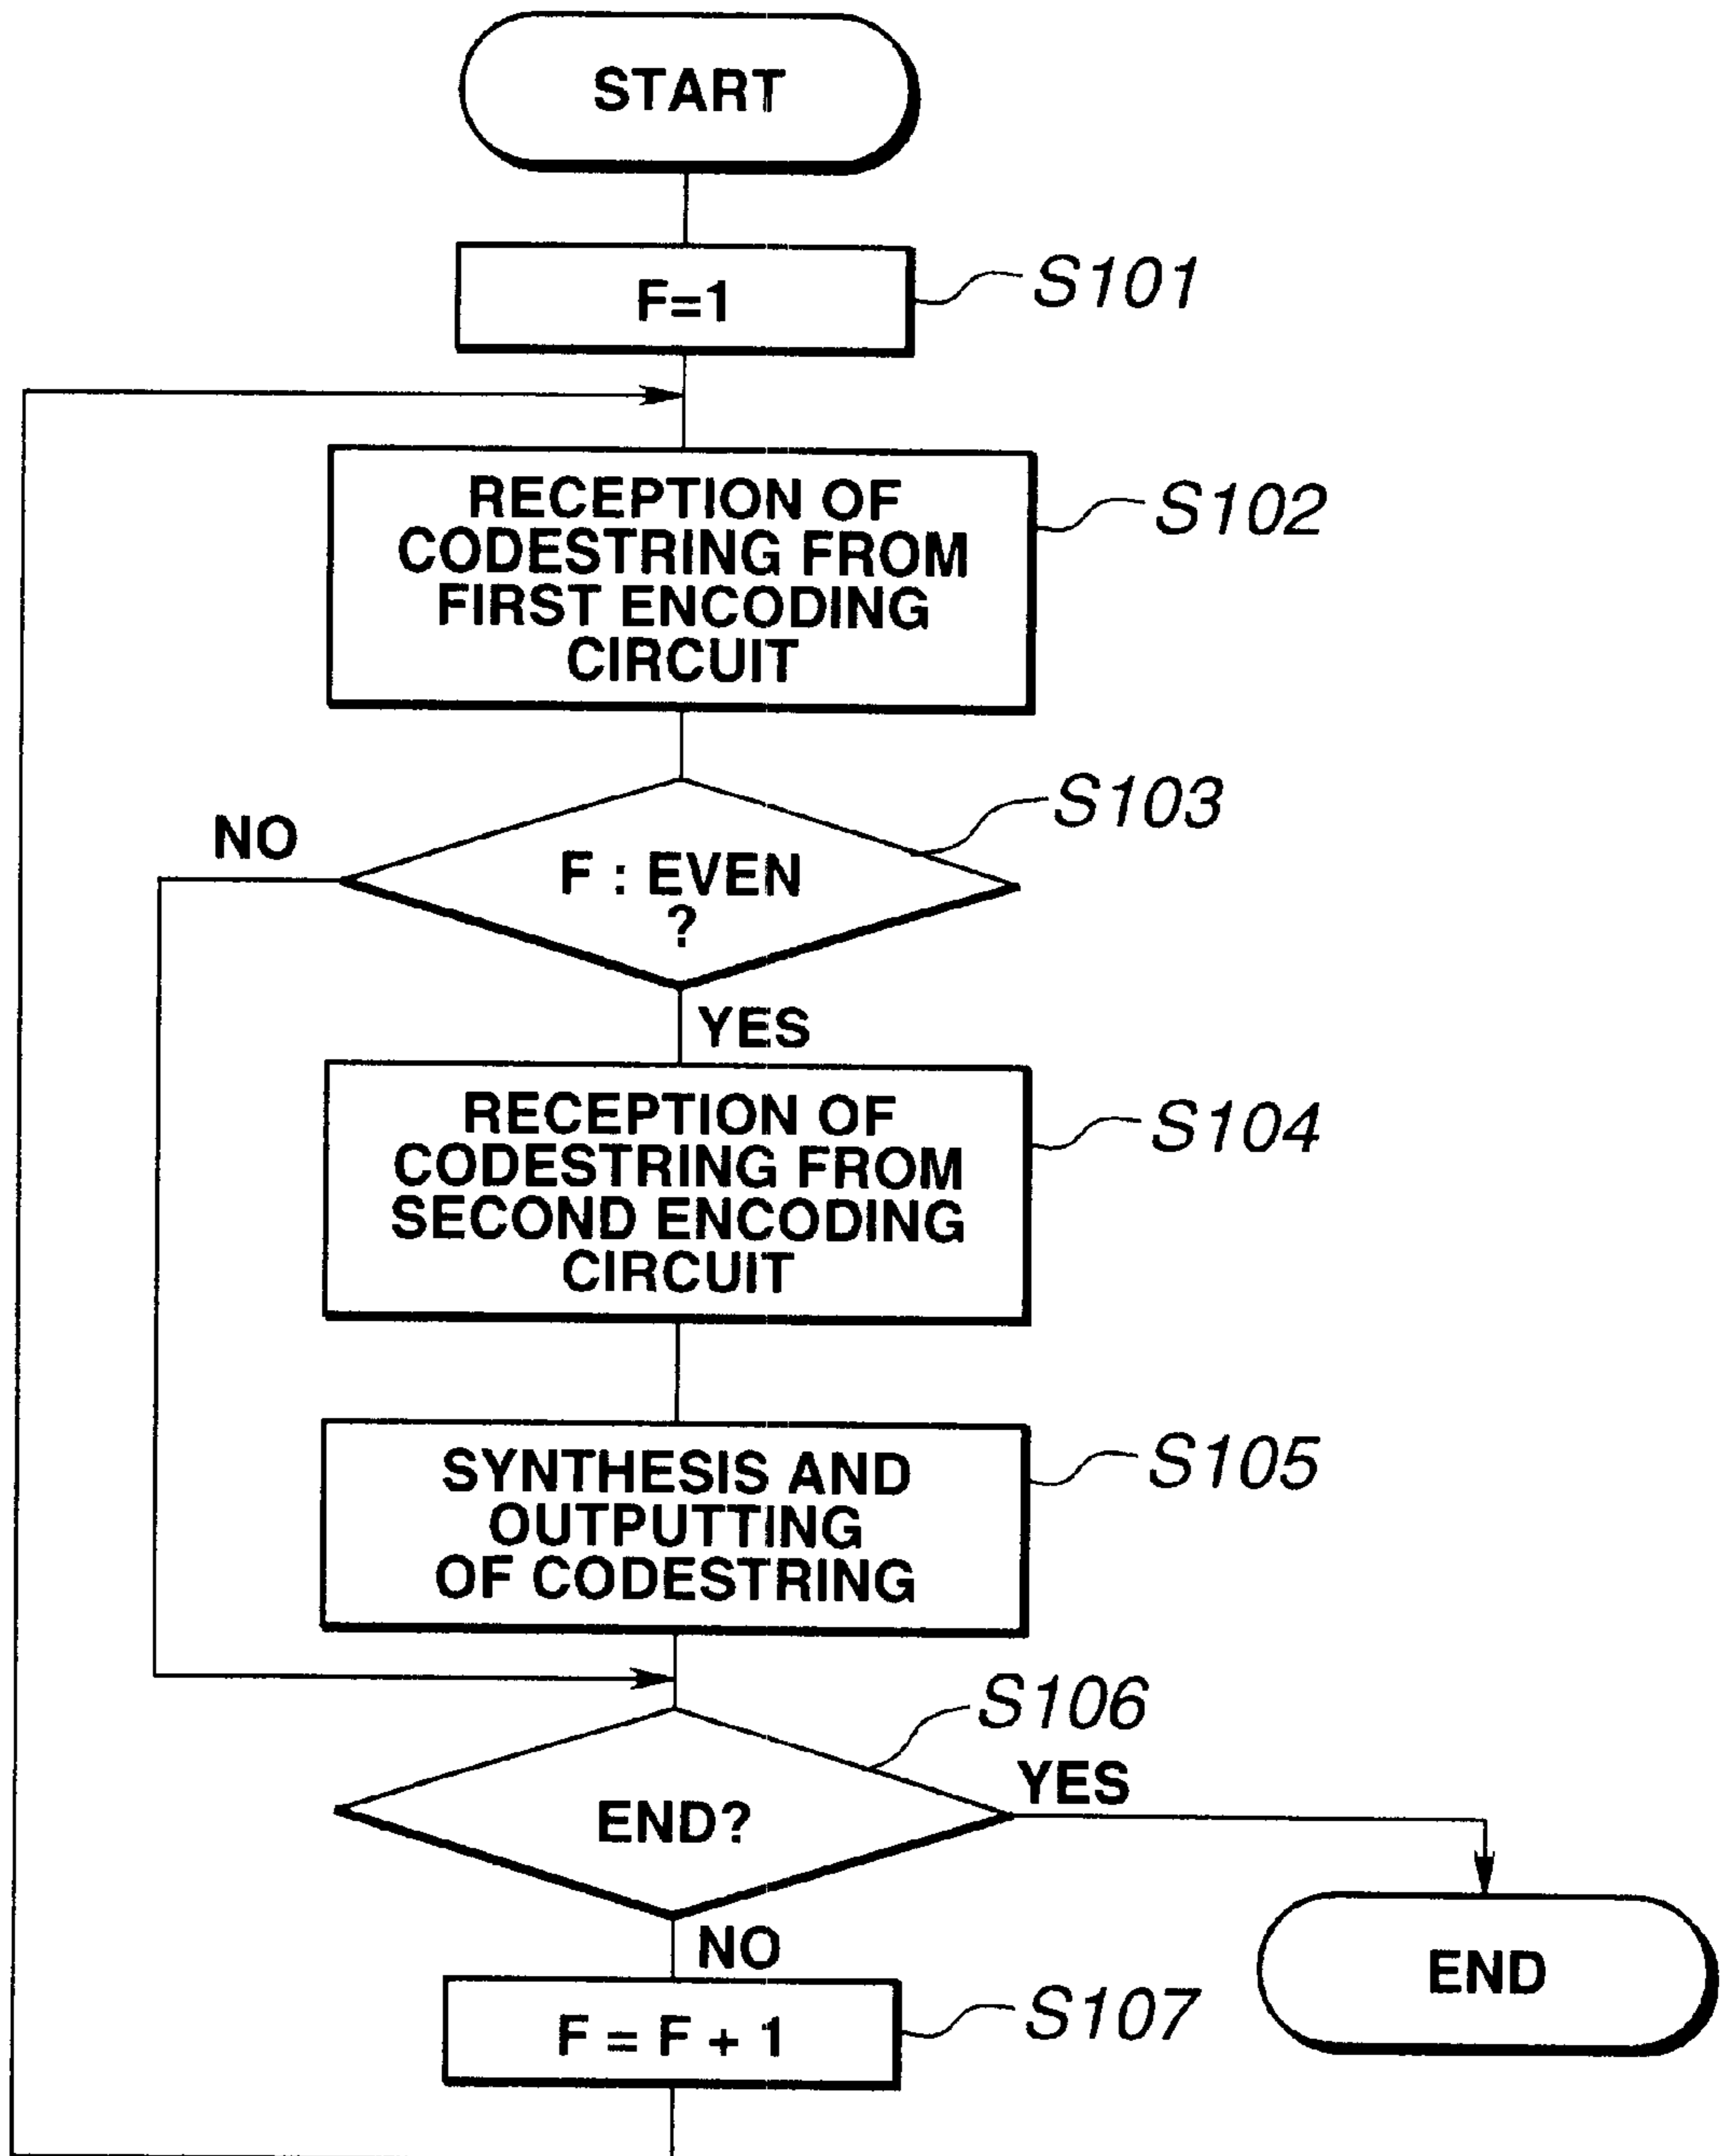 START
F=1
S101
RECEPTION OF
CODESTRING FROM
FIRST ENCODING
CIRCUIT
S102
S103
NO
F : EVEN
?
YES
RECEPTION OF
CODESTRING FROM
SECOND ENCODING
CIRCUIT
S104
SYNTHESIS AND
OUTPUTTING
OF CODESTRING
S105
S106
YES
END?
NO
END
F = F + 1
S107